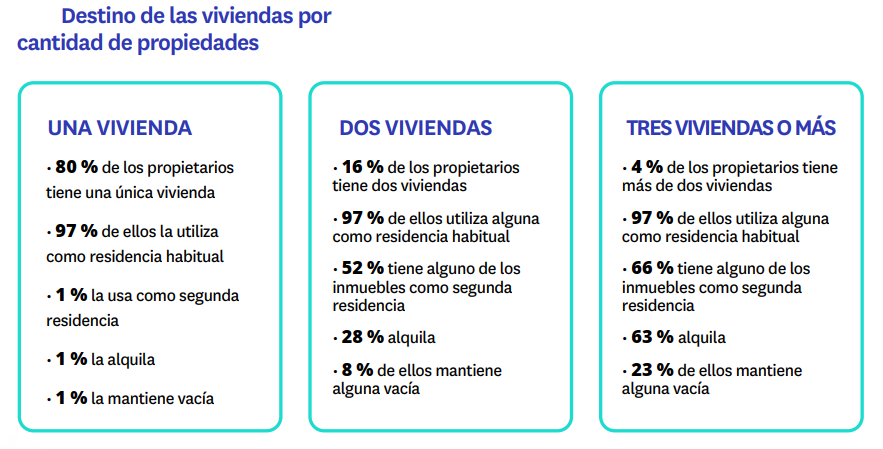 Destino de las viviendas por
cantidad de propiedades
UNA VIVIENDA
· 80 % de los propietarios
tiene una única vivienda
· 97 % de ellos la utiliza
como residencia habitual
· 1 % la usa como segunda
residencia
· 1 % la alquila
· 1 % la mantiene vacía
DOS VIVIENDAS
· 16 % de los propietarios
tiene dos viviendas
· 97 % de ellos utiliza alguna
como residencia habitual
· 52 % tiene alguno de los
inmuebles como segunda
residencia
· 28 % alquila
· 8 % de ellos mantiene
alguna vacía
TRES VIVIENDAS O MÁS
· 4 % de los propietarios tiene
más de dos viviendas
· 97 % de ellos utiliza alguna
como residencia habitual
· 66 % tiene alguno de los
inmuebles como segunda
residencia
· 63 % alquila
· 23 % de ellos mantiene
alguna vacía